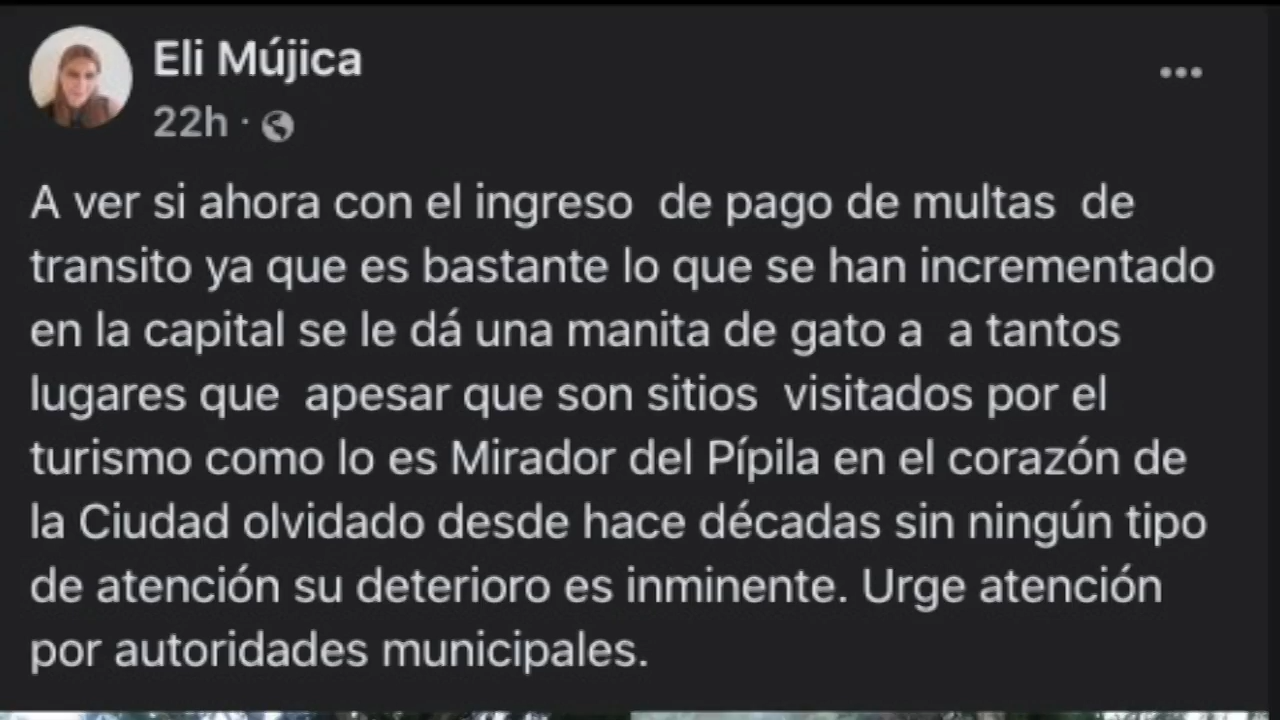 Eli Mújica
22h ·
A ver si ahora con el ingreso de pago de multas de
transito ya que es bastante lo que se han incrementado
en la capital se le dá una manita de gato a a tantos
lugares que apesar que son sitios visitados por el
turismo como lo es Mirador del Pípila en el corazón de
la Ciudad olvidado desde hace décadas sin ningún tipo
de atención su deterioro es inminente. Urge atención
por autoridades municipales.